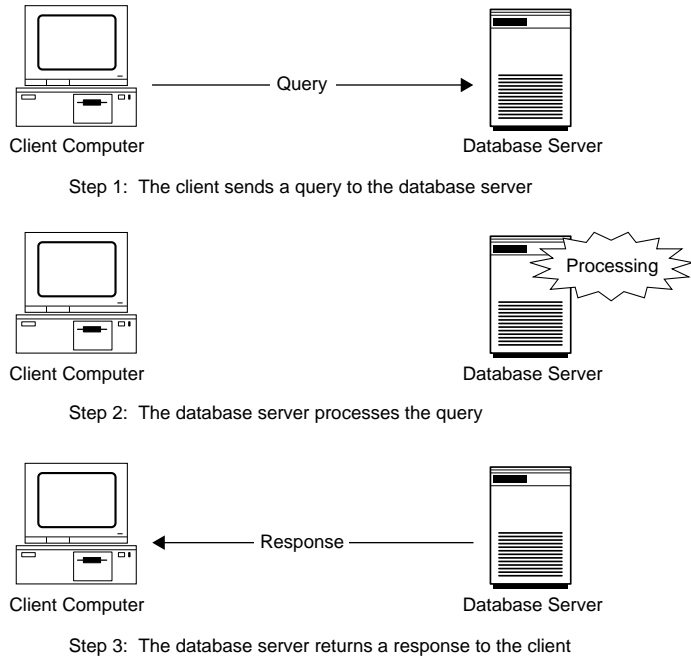 Query
Client Computer
Database Server
Step 1: The client sends a query to the database server
Processing
Client Computer
Database Server
Step 2: The database server processes the query
Response
Client Computer
Database Server
Step 3: The database server returns a response to the client